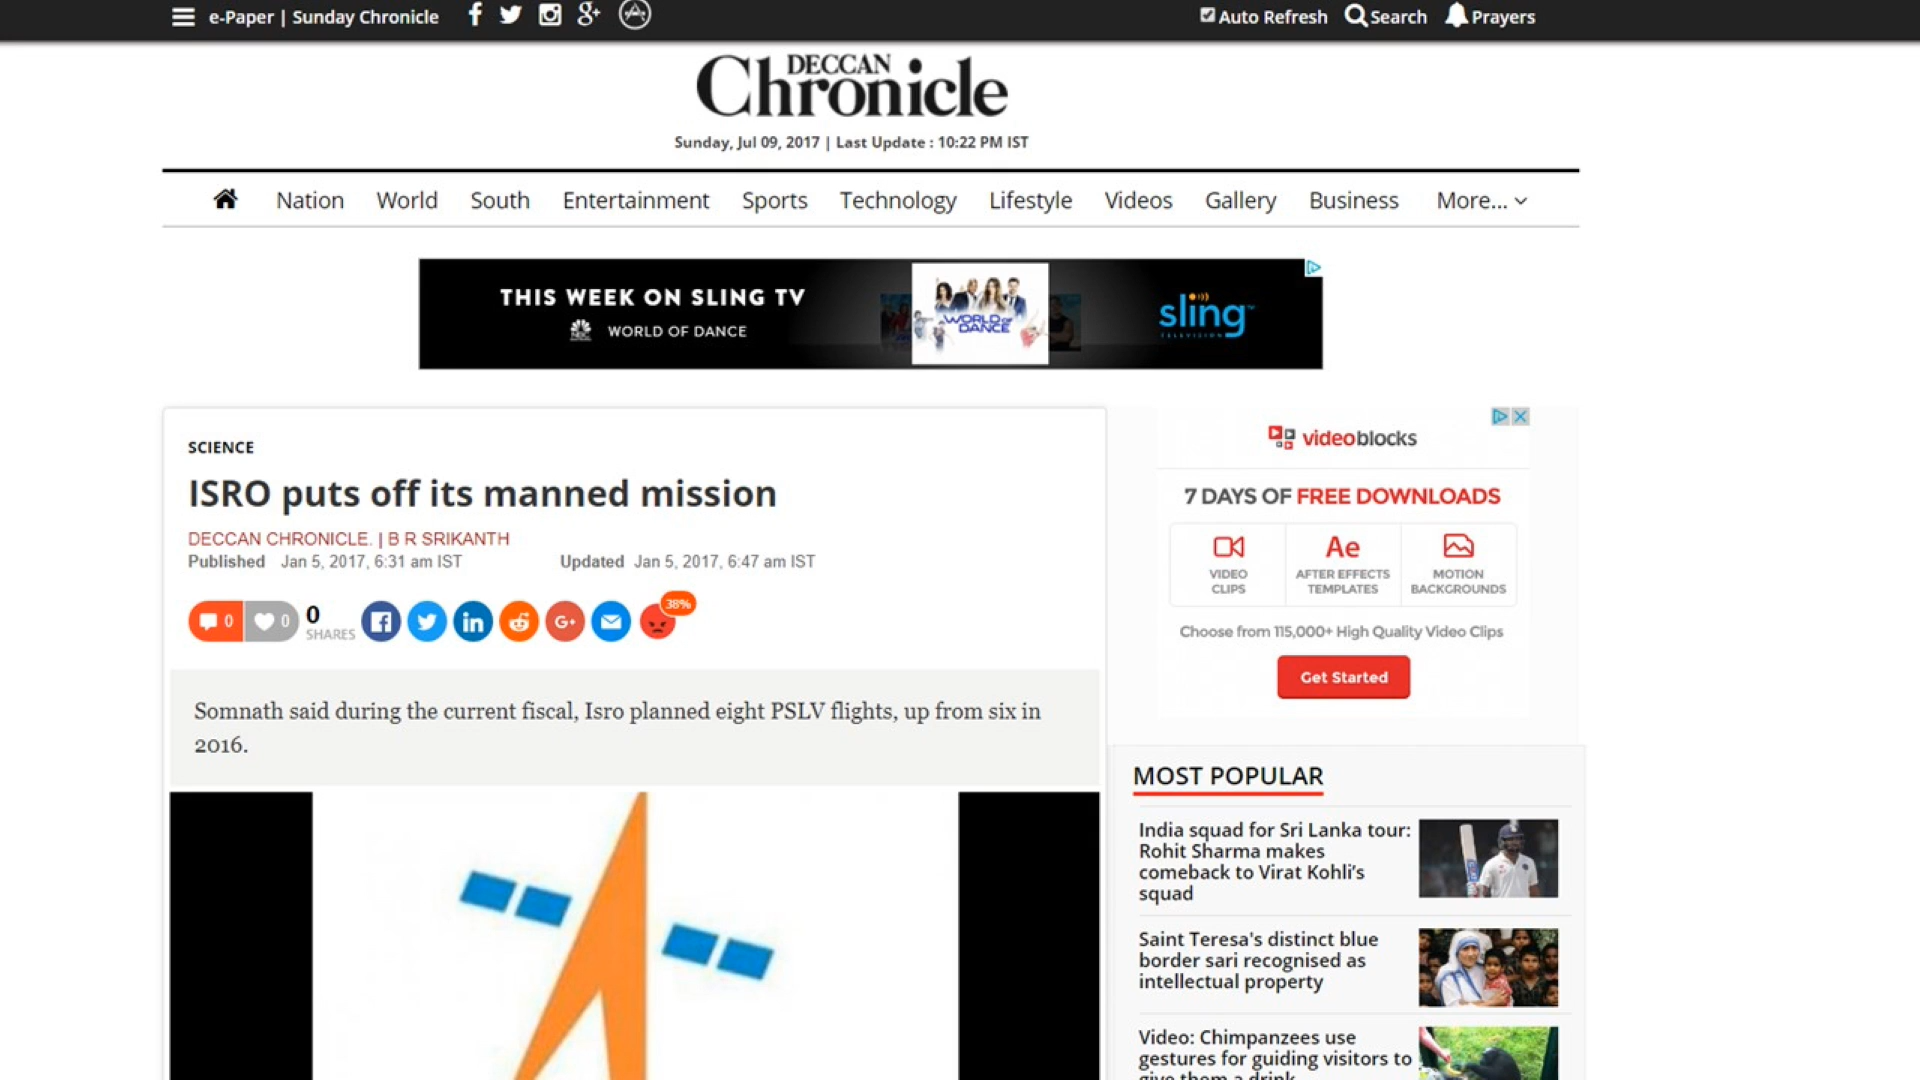 e-Paper | Sunday Chronicle
Auto Refresh Search Prayers
DECCAN
Chronicle
Sunday, Jul 09, 2017 | Last Update : 10:22 PM IST
Nation World South Entertainment Sports Technology Lifestyle Videos Gallery Business More...
THIS WEEK ON SLING TV
WORLD OF DANCE
WORLD OF
DANCE
sling
TELEVISION
SCIENCE
ISRO puts off its manned mission
DECCAN CHRONICLE. | B R SRIKANTH
Published Jan 5, 2017, 6:31 am IST Updated Jan 5, 2017, 6:47 am IST
0 0 0
SHARES
38%
Somnath said during the current fiscal, Isro planned eight PSLV flights, up from six in
2016.
videoblocks
7 DAYS OF FREE DOWNLOADS
Ae
VIDEO
CLIPS
AFTER EFFECTS
TEMPLATES
MOTION
BACKGROUNDS
Choose from 115,000+ High Quality Video Clips
Get Started
MOST POPULAR
India squad for Sri Lanka tour:
Rohit Sharma makes
comeback to Virat Kohli's
squad
Saint Teresa's distinct blue
border sari recognised as
intellectual property
Video: Chimpanzees use
gestures for guiding visitors to
give them a drink